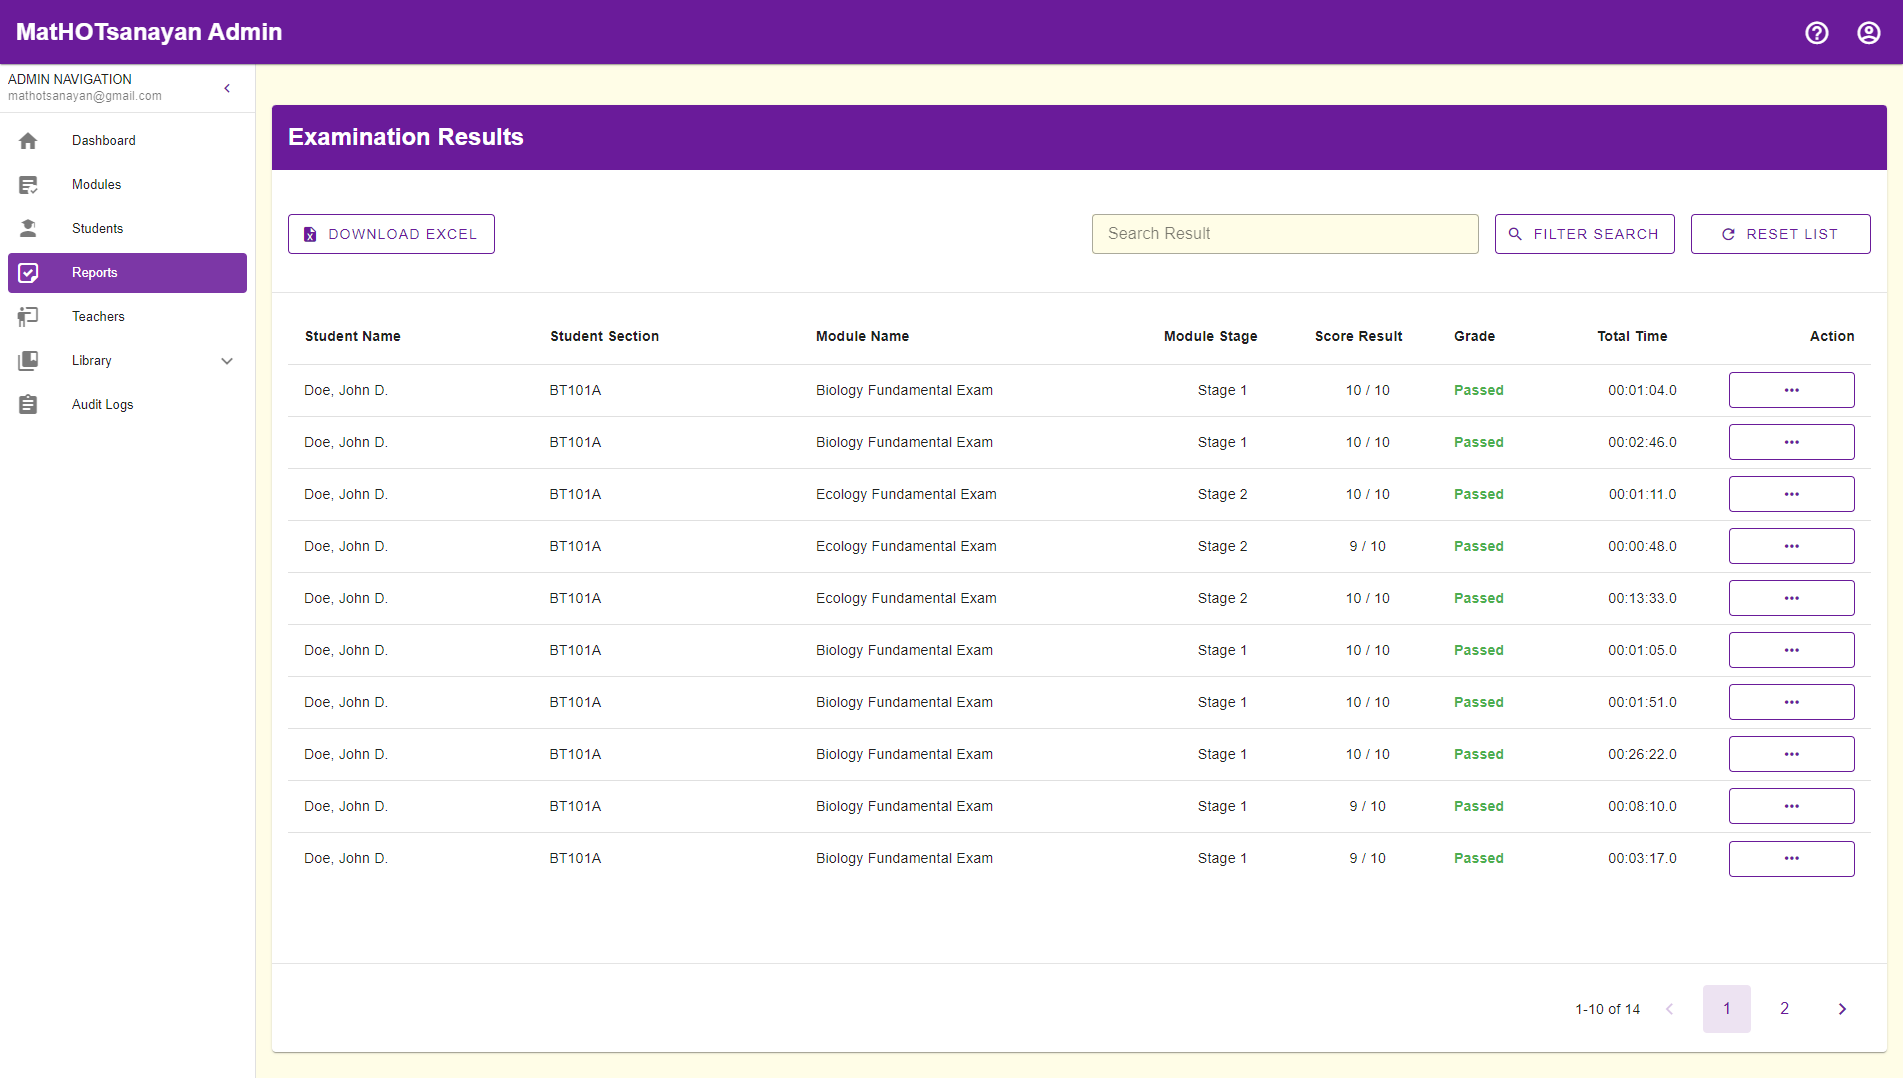 MatHOTsanayan Admin
ADMIN NAVIGATION
mathotsanayan@gmail.com
Dashboard
Modules
Students
Reports
Teachers
Library
Audit Logs
Examination Results
DOWNLOAD EXCEL
Search Result
FILTER SEARCH
RESET LIST
Student Name Student Section Module Name Module Stage Score Result Grade Total Time Action
Doe, John D. BT101A Biology Fundamental Exam Stage 1 10 / 10 Passed 00:01:04.0
Doe, John D. BT101A Biology Fundamental Exam Stage 1 10 / 10 Passed 00:02:46.0
Doe, John D. BT101A Ecology Fundamental Exam Stage 2 10 / 10 Passed 00:01:11.0
Doe, John D. BT101A Ecology Fundamental Exam Stage 2 9 / 10 Passed 00:00:48.0
Doe, John D. BT101A Ecology Fundamental Exam Stage 2 10 / 10 Passed 00:13:33.0
Doe, John D. BT101A Biology Fundamental Exam Stage 1 10 / 10 Passed 00:01:05.0
Doe, John D. BT101A Biology Fundamental Exam Stage 1 10 / 10 Passed 00:01:51.0
Doe, John D. BT101A Biology Fundamental Exam Stage 1 10 / 10 Passed 00:26:22.0
Doe, John D. BT101A Biology Fundamental Exam Stage 1 9 / 10 Passed 00:08:10.0
Doe, John D. BT101A Biology Fundamental Exam Stage 1 9 / 10 Passed 00:03:17.0
1-10 of 14 1 2